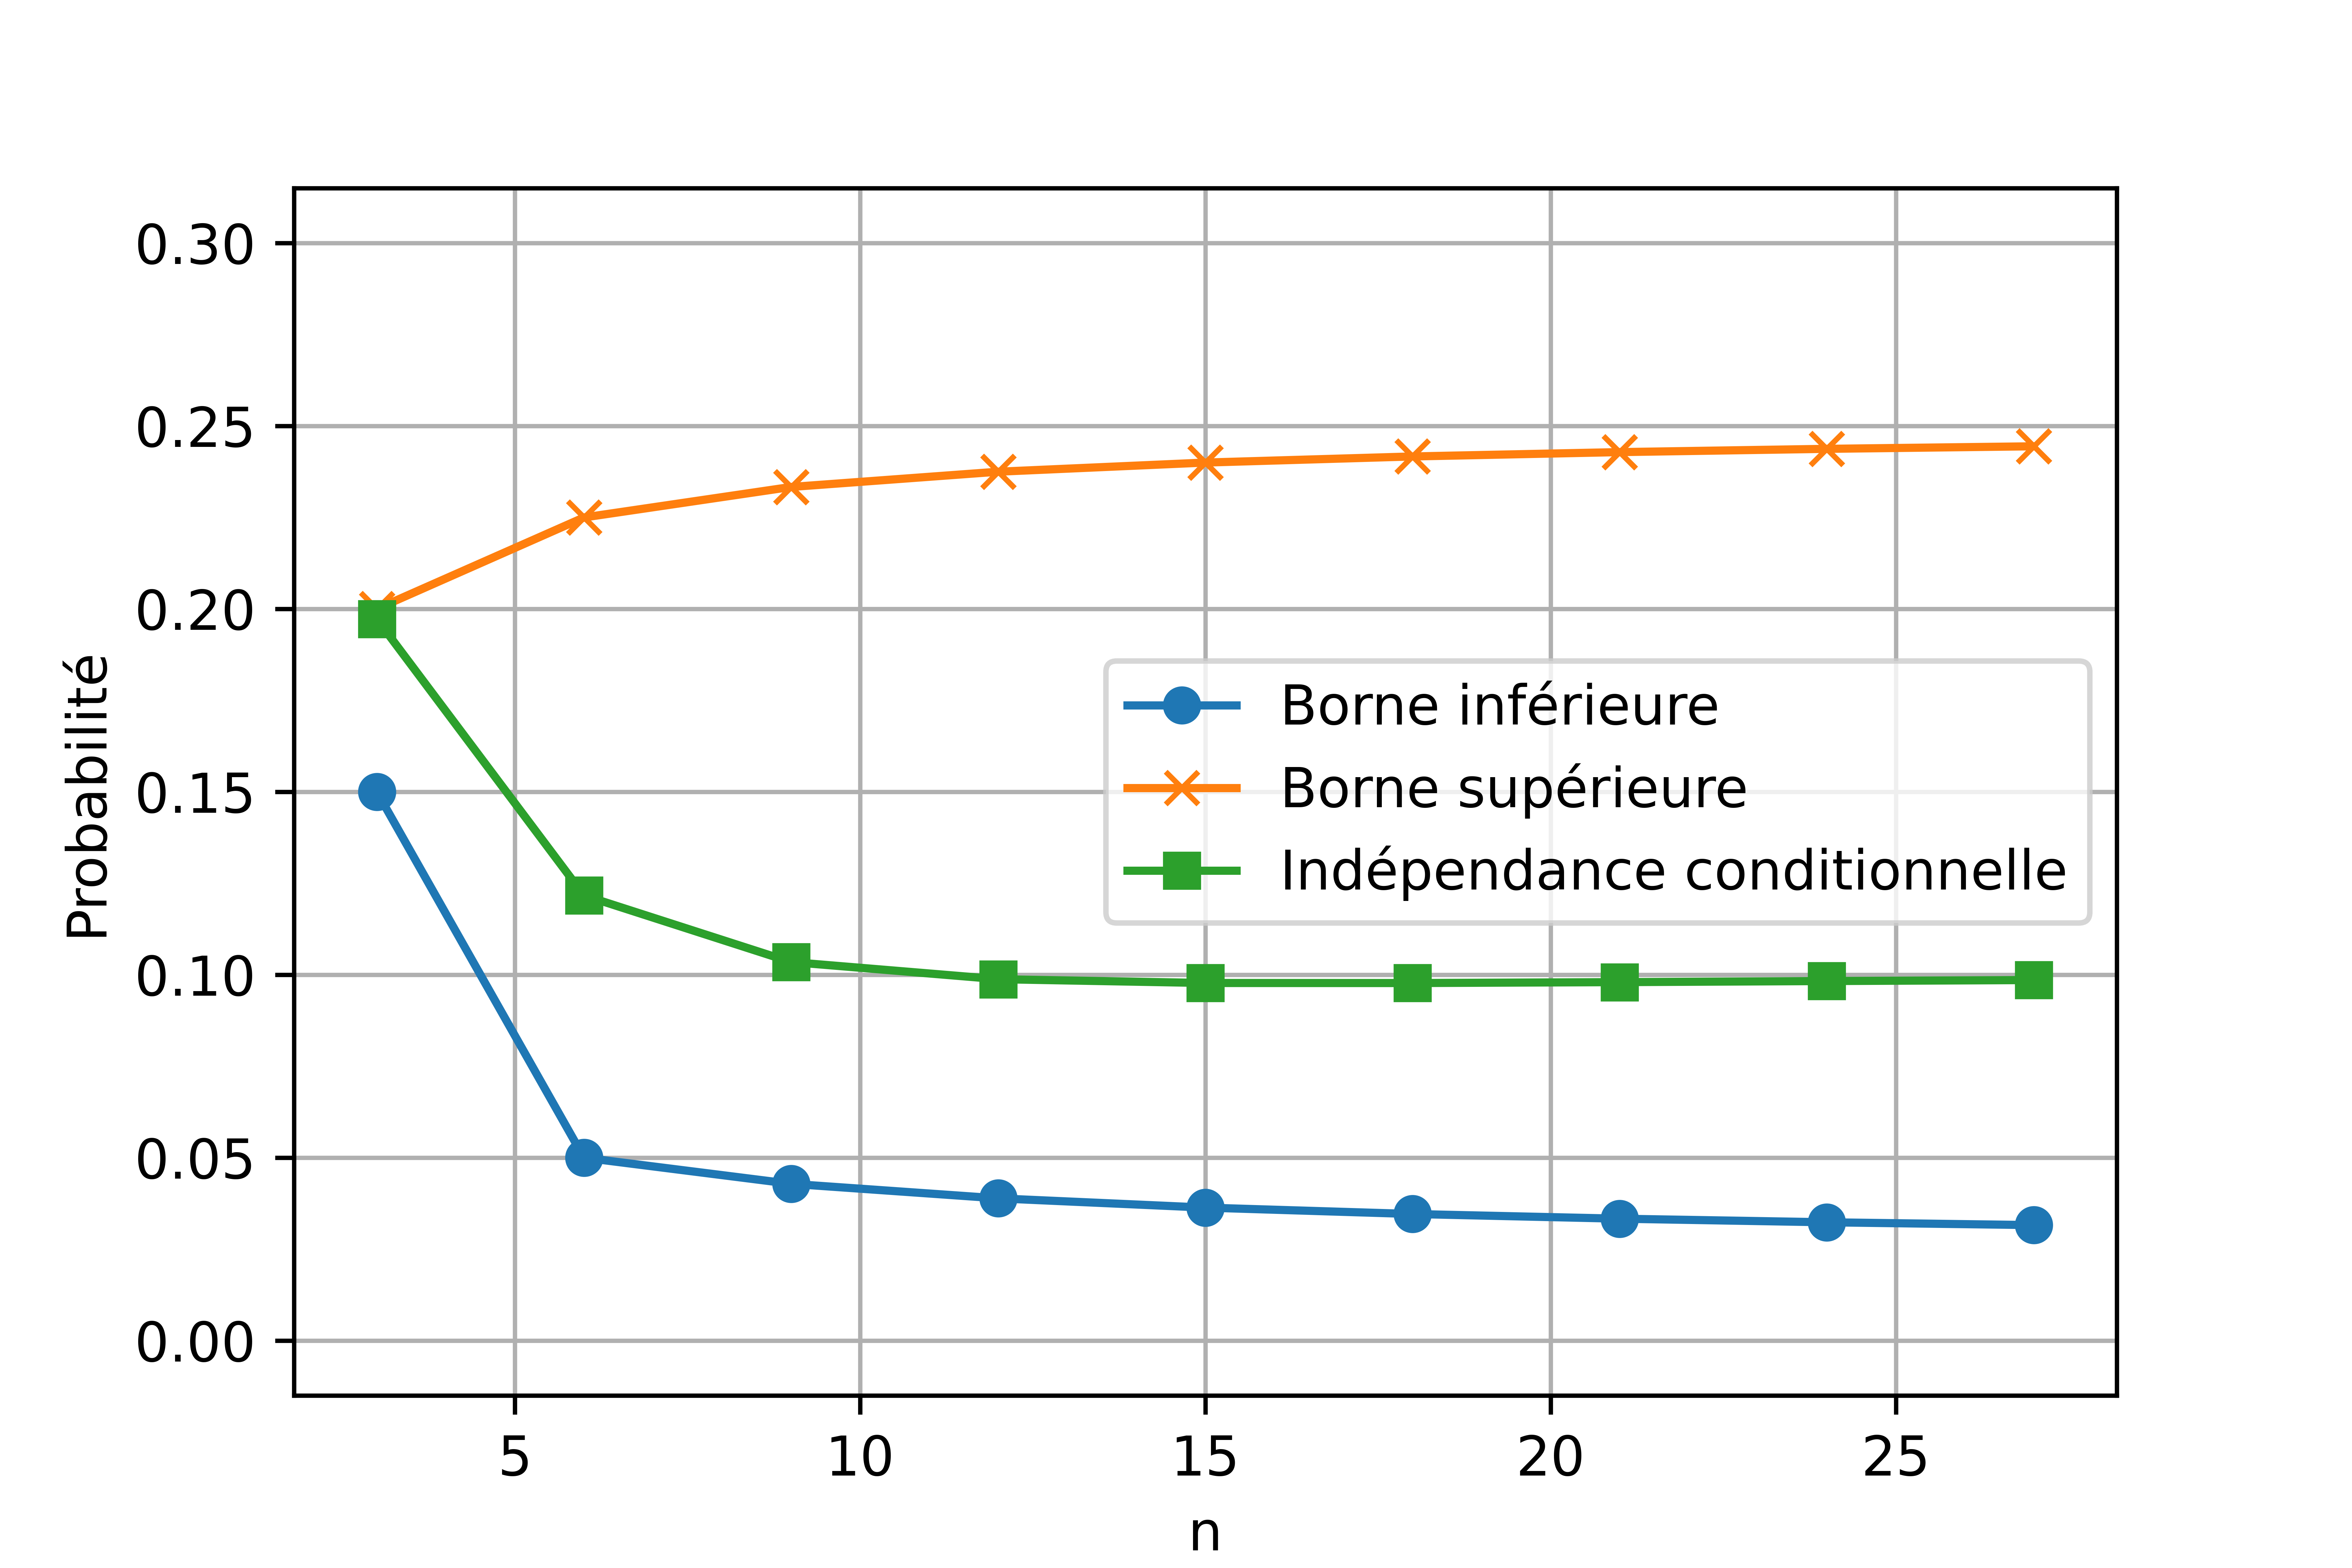 0.30
0.25
0.20
0.15
0.10
0.05
0.00
Probabilité
Borne inférieure
Borne supérieure
Indépendance conditionnelle
5 10 15 20 25
n